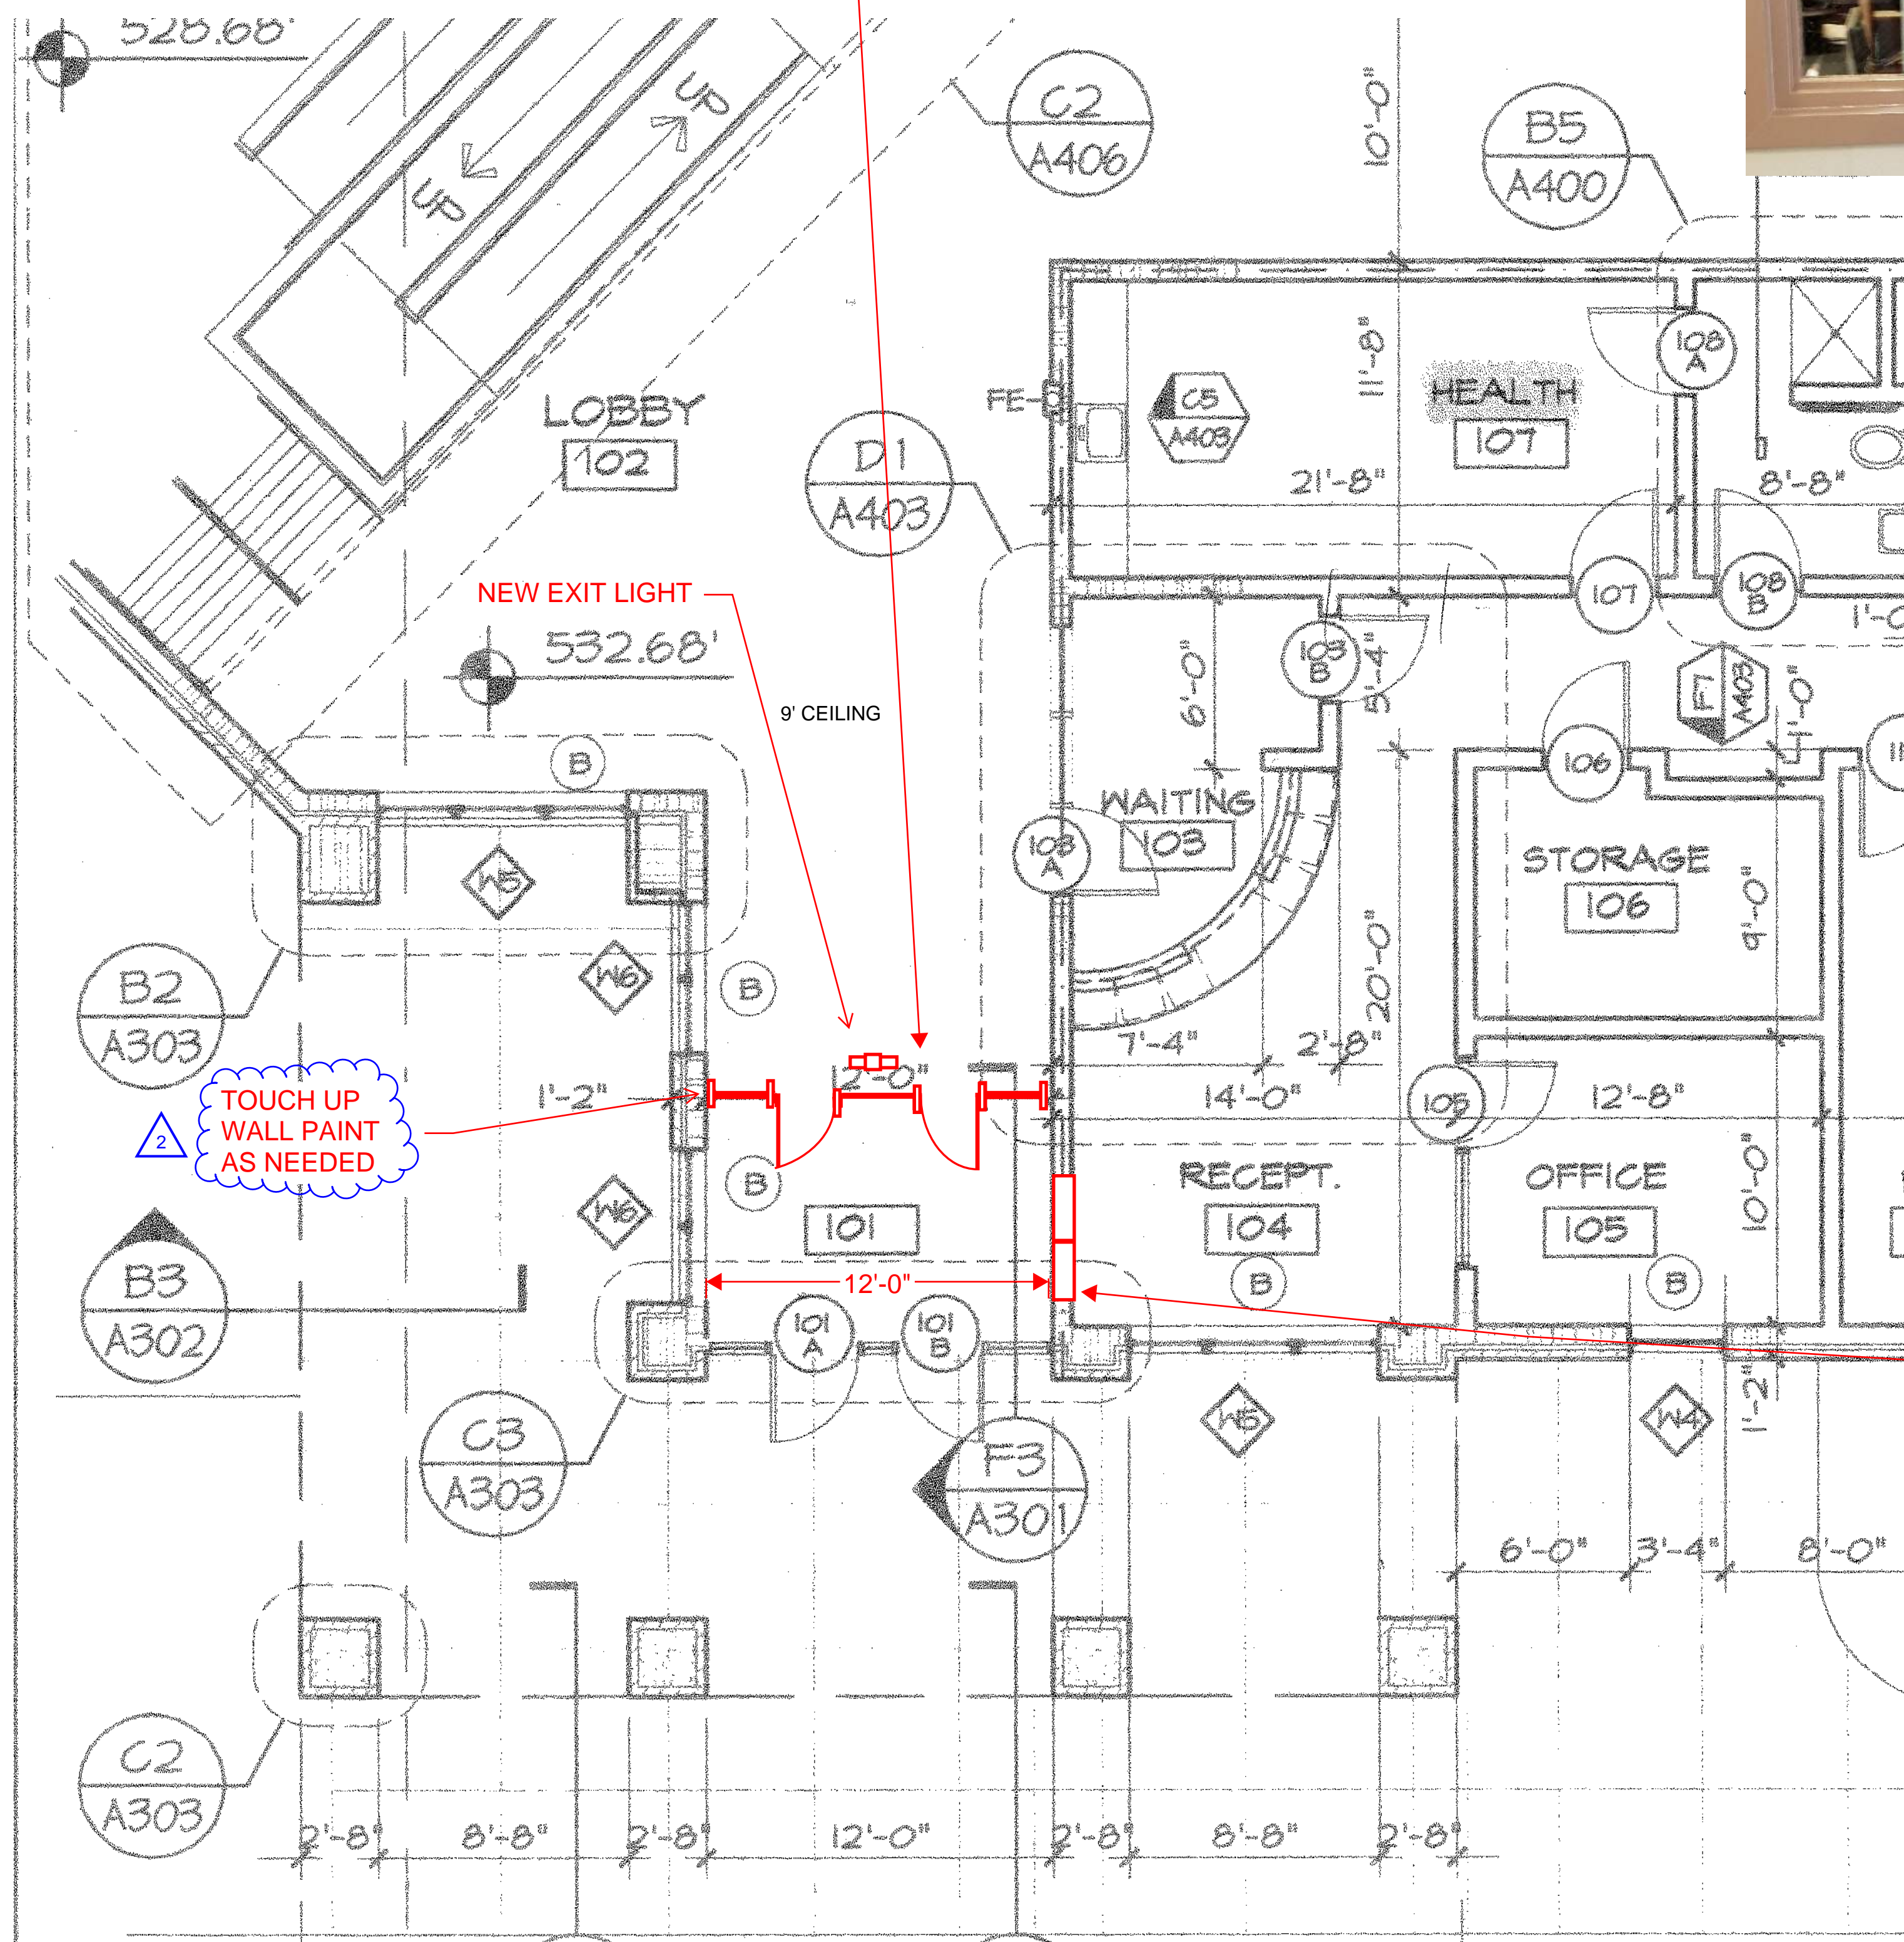 528.68'
UP
UP
C2
A406
10'-0"
B5
A400
LOBBY
102
D1
A403
FE
C5
A403
11'-8"
HEALTH
107
108
A
21'-8"
8'-8"
107
108
B
NEW EXIT LIGHT
532.68'
9' CEILING
6'-0"
103
B
5'-4"
F1
A403
1'-0"
106
B
W5
WAITING
103
103
A
STORAGE
106
9'-0"
20'-0"
B2
A303
W6
B
7'-4"
2'-8"
TOUCH UP
WALL PAINT
AS NEEDED
2
1'-2"
12'-0"
14'-0"
105
12'-8"
B
RECEPT.
104
B
OFFICE
105
B
10'-0"
W6
101
B3
A302
12'-0"
101
A
101
B
C3
A303
F3
A301
W5
W4
1'-2"
6'-0"
3'-4"
8'-0"
C2
A303
2'-8"
8'-8"
2'-8"
12'-0"
2'-8"
8'-8"
2'-8"